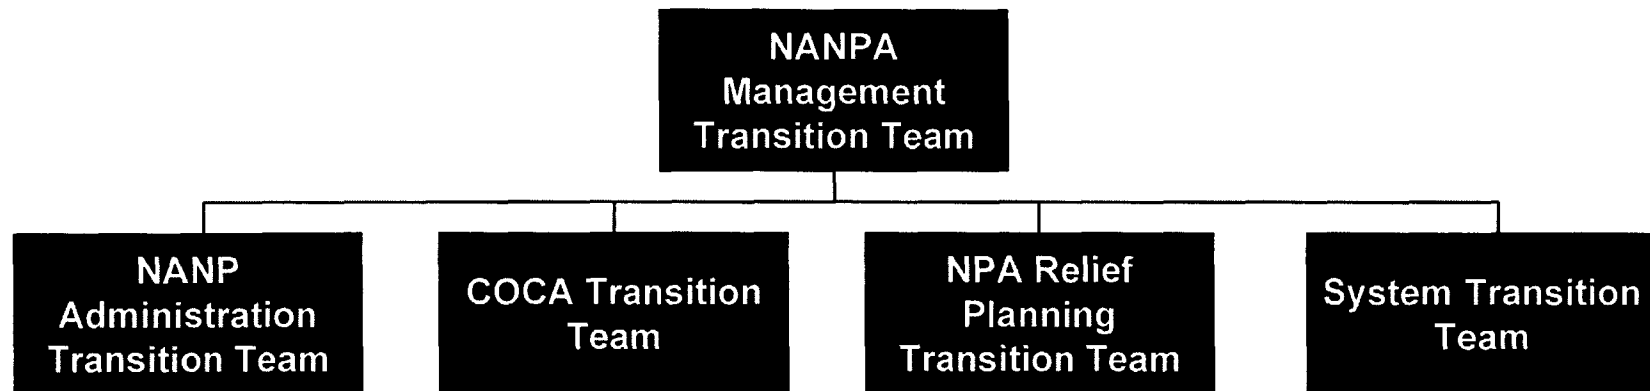 NANPA
Management
Transition Team
NANP
Administration
Transition Team
COCA Transition
Team
NPA Relief
Planning
Transition Team
System Transition
Team